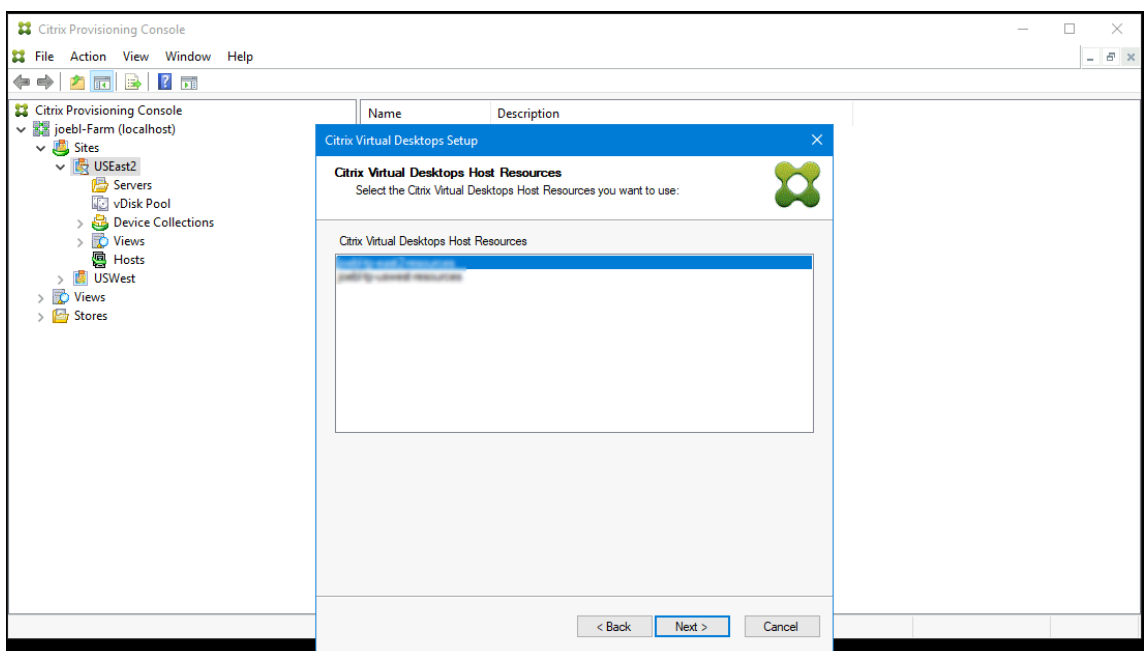 Citrix Provisioning Console
File Action View Window Help
Citrix Provisioning Console
joebl-Farm (localhost)
Sites
USEast2
Servers
vDisk Pool
Device Collections
Views
Hosts
USWest
Views
Stores
Name Description
Citrix Virtual Desktops Setup
Citrix Virtual Desktops Host Resources
Select the Citrix Virtual Desktops Host Resources you want to use:
Citrix Virtual Desktops Host Resources
< Back Next > Cancel